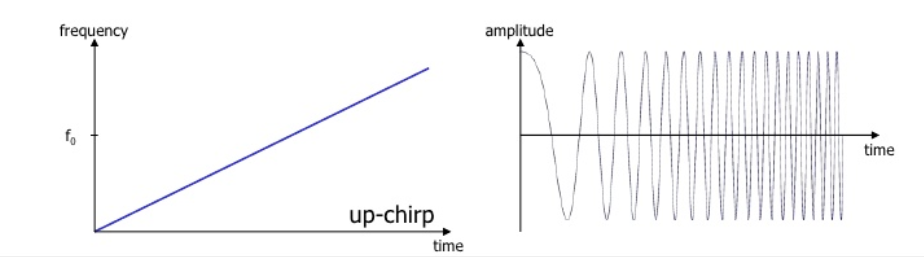 frequency
f₀
up-chirp
time
amplitude
time